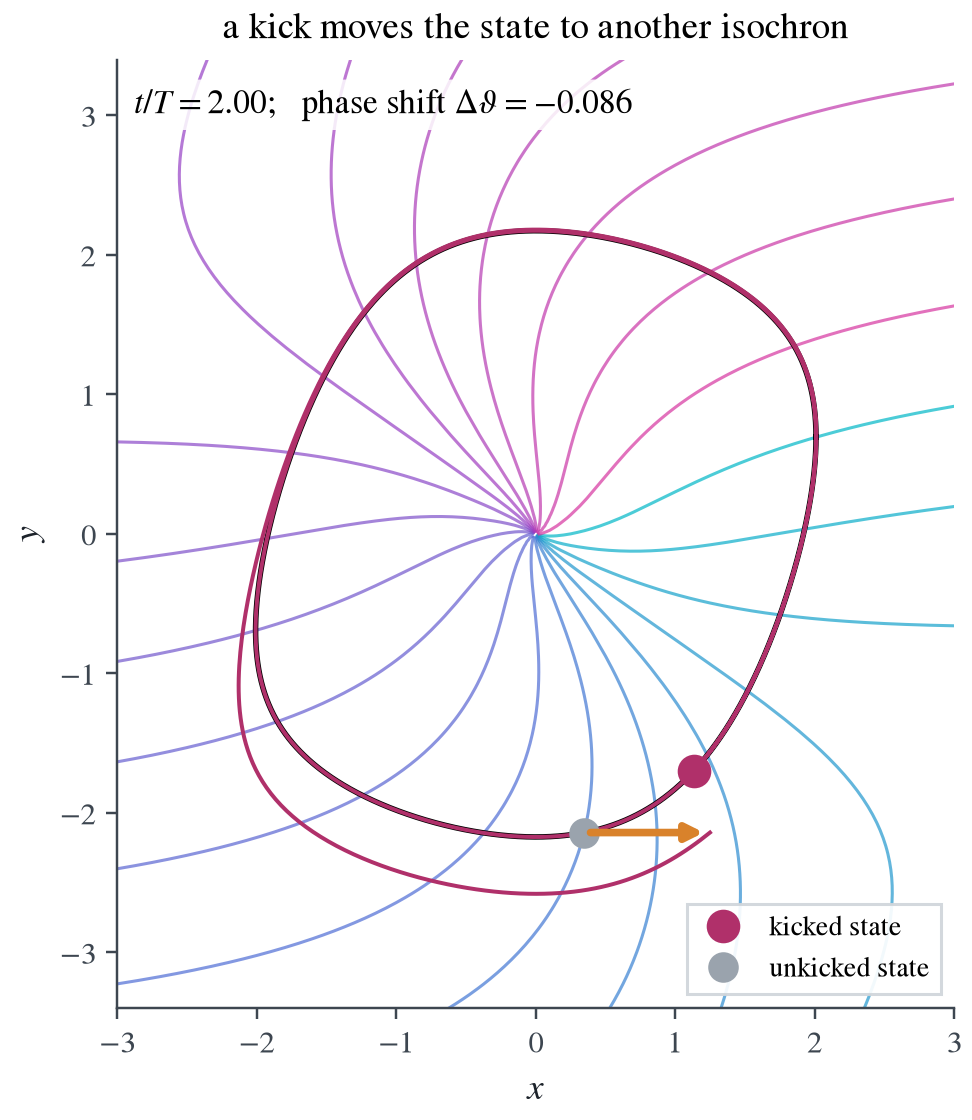 a kick moves the state to another isochron
t/T = 2.00;   phase shift Δϑ = −0.086
3
2
1
0
−1
−2
−3
y
−3
−2
−1
0
1
2
3
x
kicked state
unkicked state